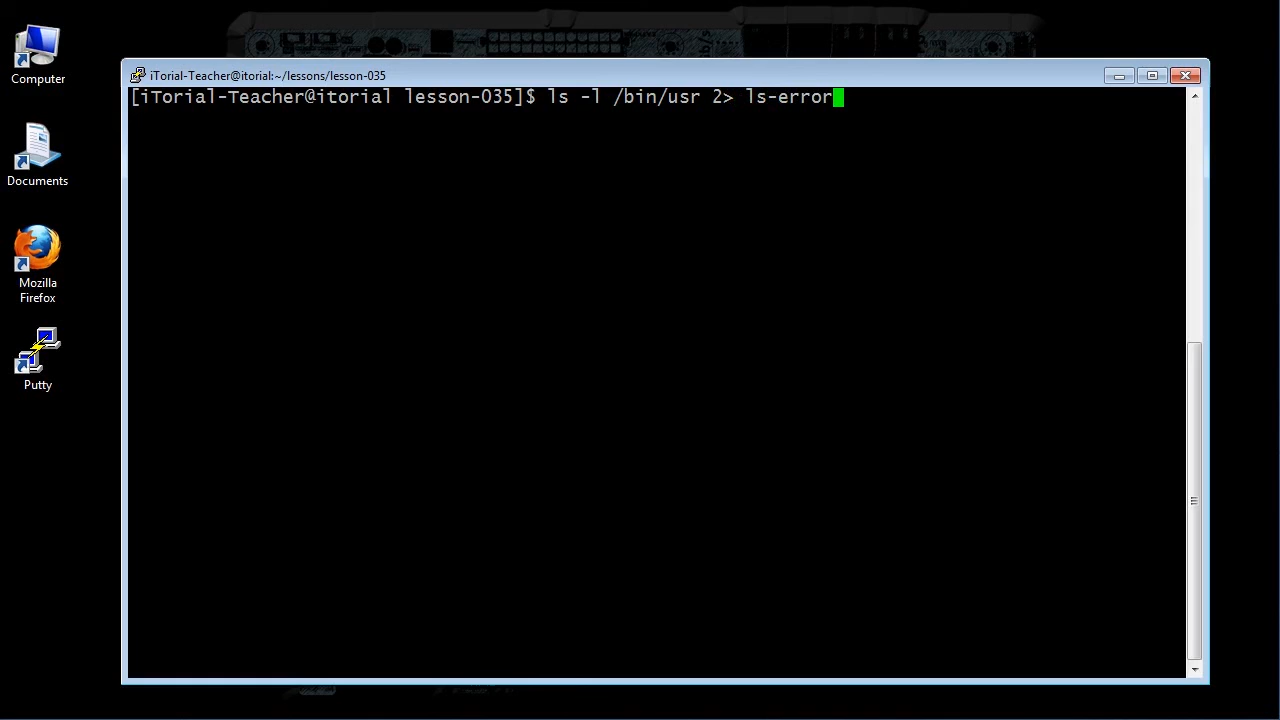 Computer
Documents
Mozilla
Firefox
Putty
iTorial-Teacher@itorial:~/lessons/lesson-035
[iTorial-Teacher@itorial lesson-035]$ ls -l /bin/usr 2> ls-error